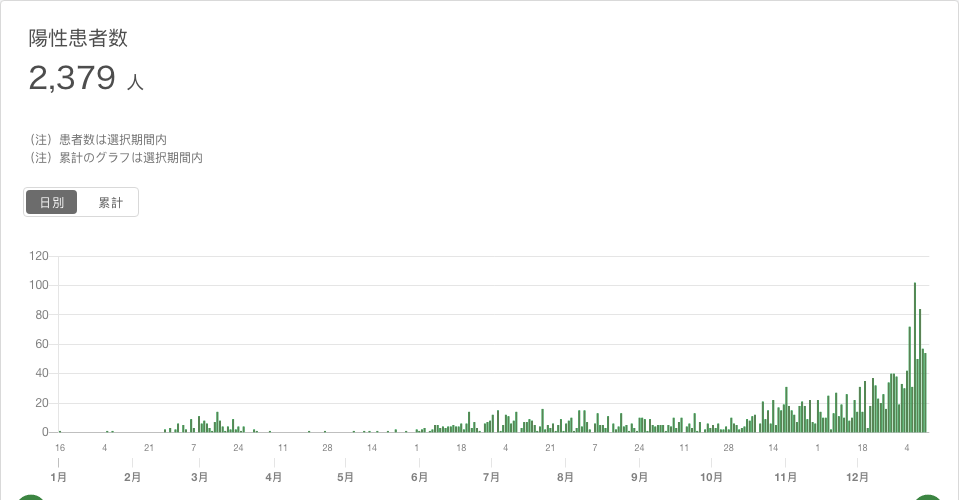 陽性患者数
2,379 人
（注）患者数は選択期間内
（注）累計のグラフは選択期間内
日別 累計
120
100
80
60
40
20
0
16 4 21 7 24 11 28 14 1 18 4 21 7 24 11 28 14 1 18 4
1月 2月 3月 4月 5月 6月 7月 8月 9月 10月 11月 12月